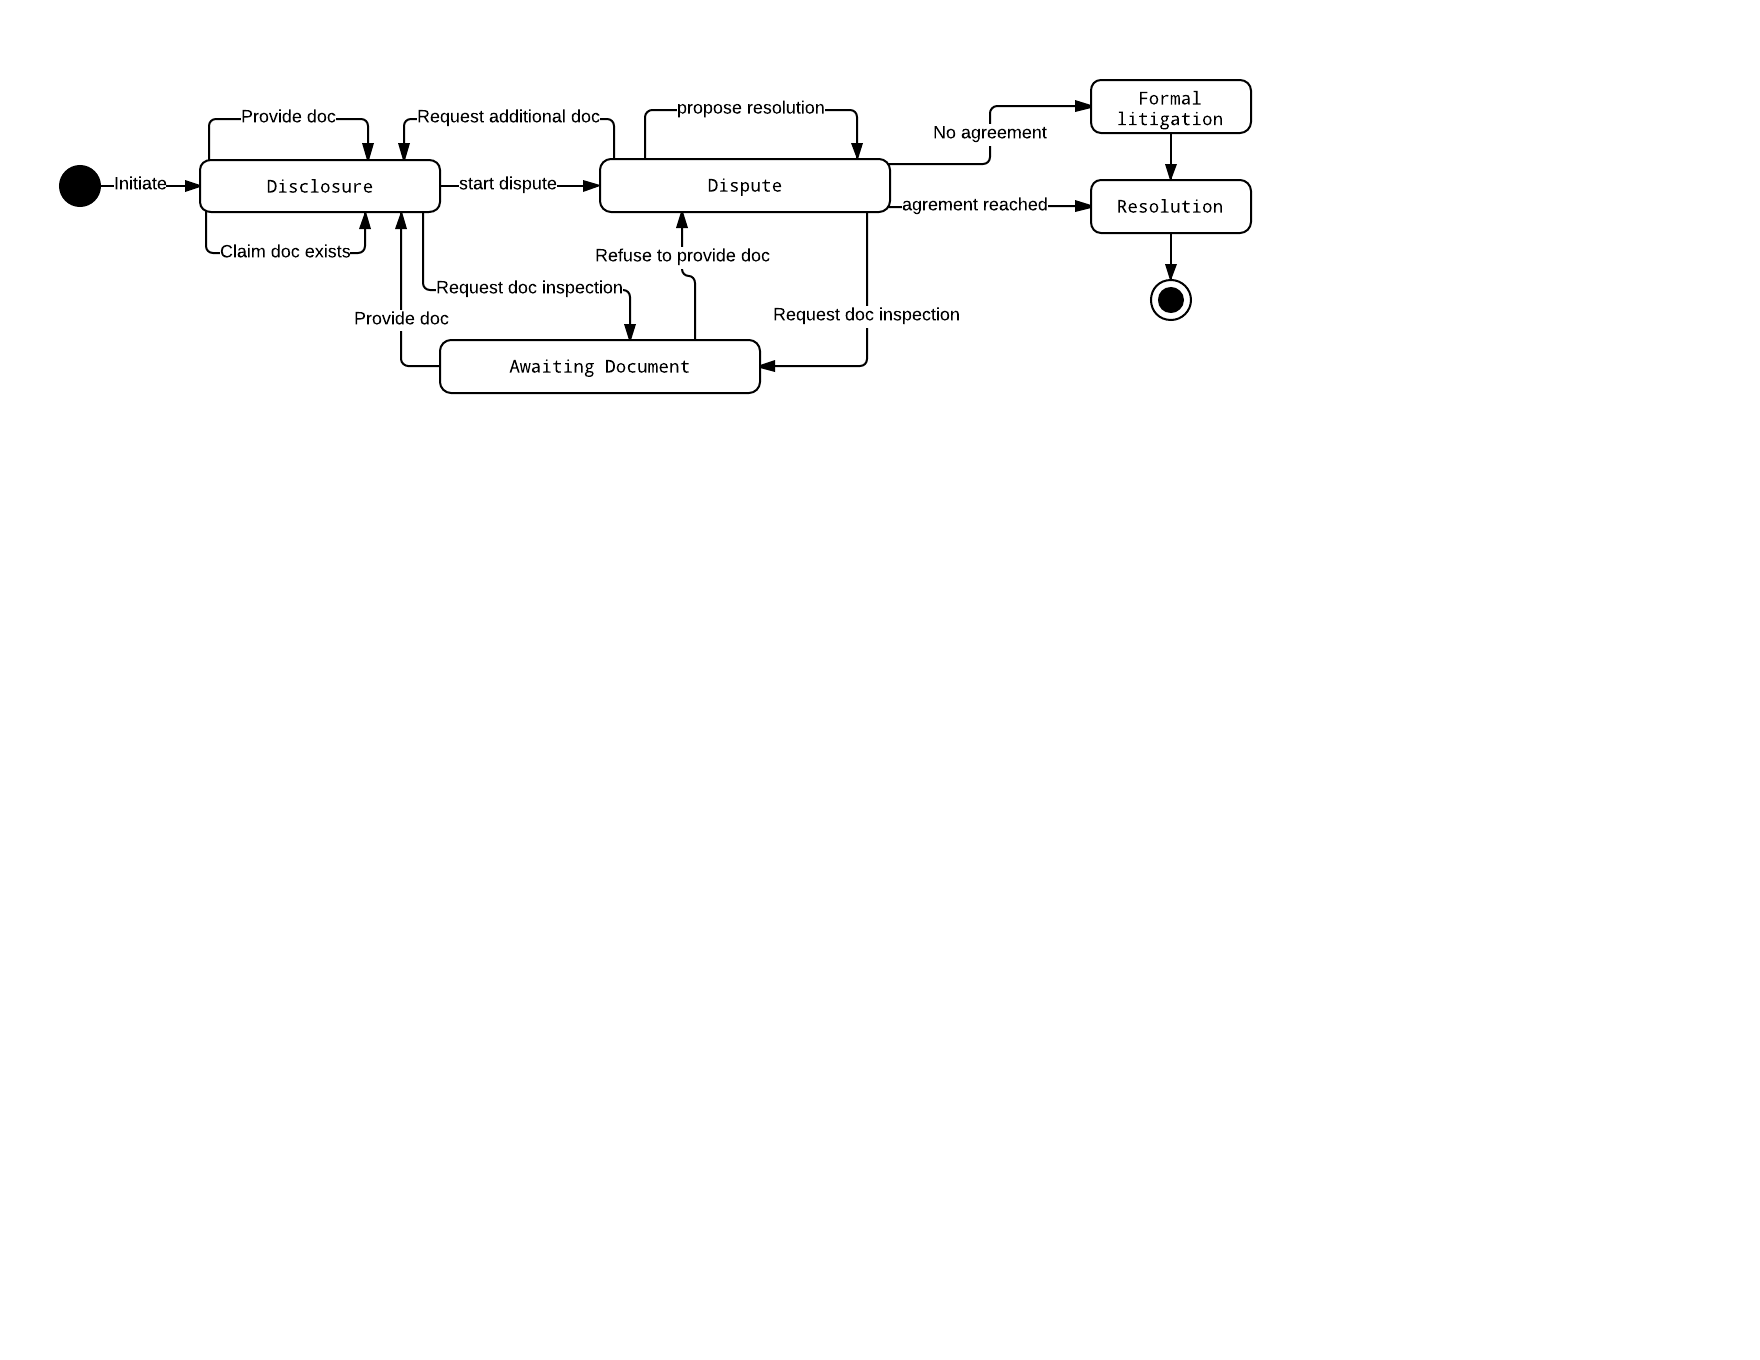 Provide doc
Request additional doc
propose resolution
Formal
litigation
No agreement
Initiate
Disclosure
start dispute
Dispute
agrement reached
Resolution
Claim doc exists
Refuse to provide doc
Request doc inspection
Provide doc
Request doc inspection
Awaiting Document